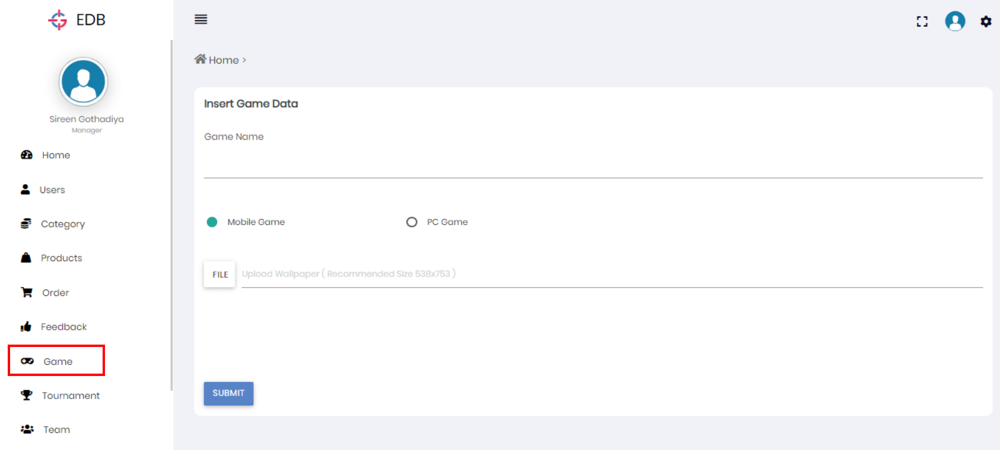 EDB
Sireen Gothadiya
Manager
Home
Users
Category
Products
Order
Feedback
Game
Tournament
Team
Home >
Insert Game Data
Game Name
Mobile Game
PC Game
FILE
Upload Wallpaper ( Recommended Size 538x753 )
SUBMIT